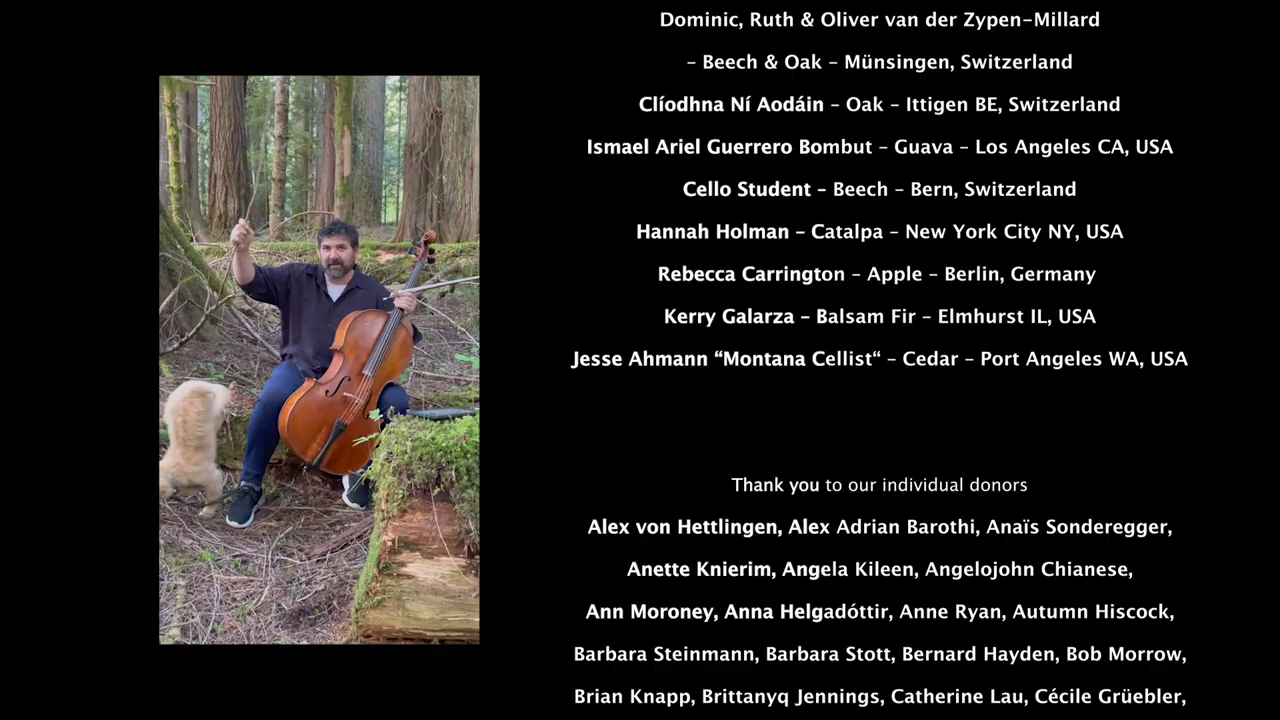 Dominic, Ruth & Oliver van der Zypen-Millard
– Beech & Oak – Münsingen, Switzerland
Clíodhna Ní Aodáin – Oak – Ittigen BE, Switzerland
Ismael Ariel Guerrero Bombut – Guava – Los Angeles CA, USA
Cello Student – Beech – Bern, Switzerland
Hannah Holman – Catalpa – New York City NY, USA
Rebecca Carrington – Apple – Berlin, Germany
Kerry Galarza – Balsam Fir – Elmhurst IL, USA
Jesse Ahmann “Montana Cellist“ – Cedar – Port Angeles WA, USA
Thank you to our individual donors
Alex von Hettlingen, Alex Adrian Barothi, Anaïs Sonderegger,
Anette Knierim, Angela Kileen, Angelojohn Chianese,
Ann Moroney, Anna Helgadóttir, Anne Ryan, Autumn Hiscock,
Barbara Steinmann, Barbara Stott, Bernard Hayden, Bob Morrow,
Brian Knapp, Brittanyq Jennings, Catherine Lau, Cécile Grüebler,